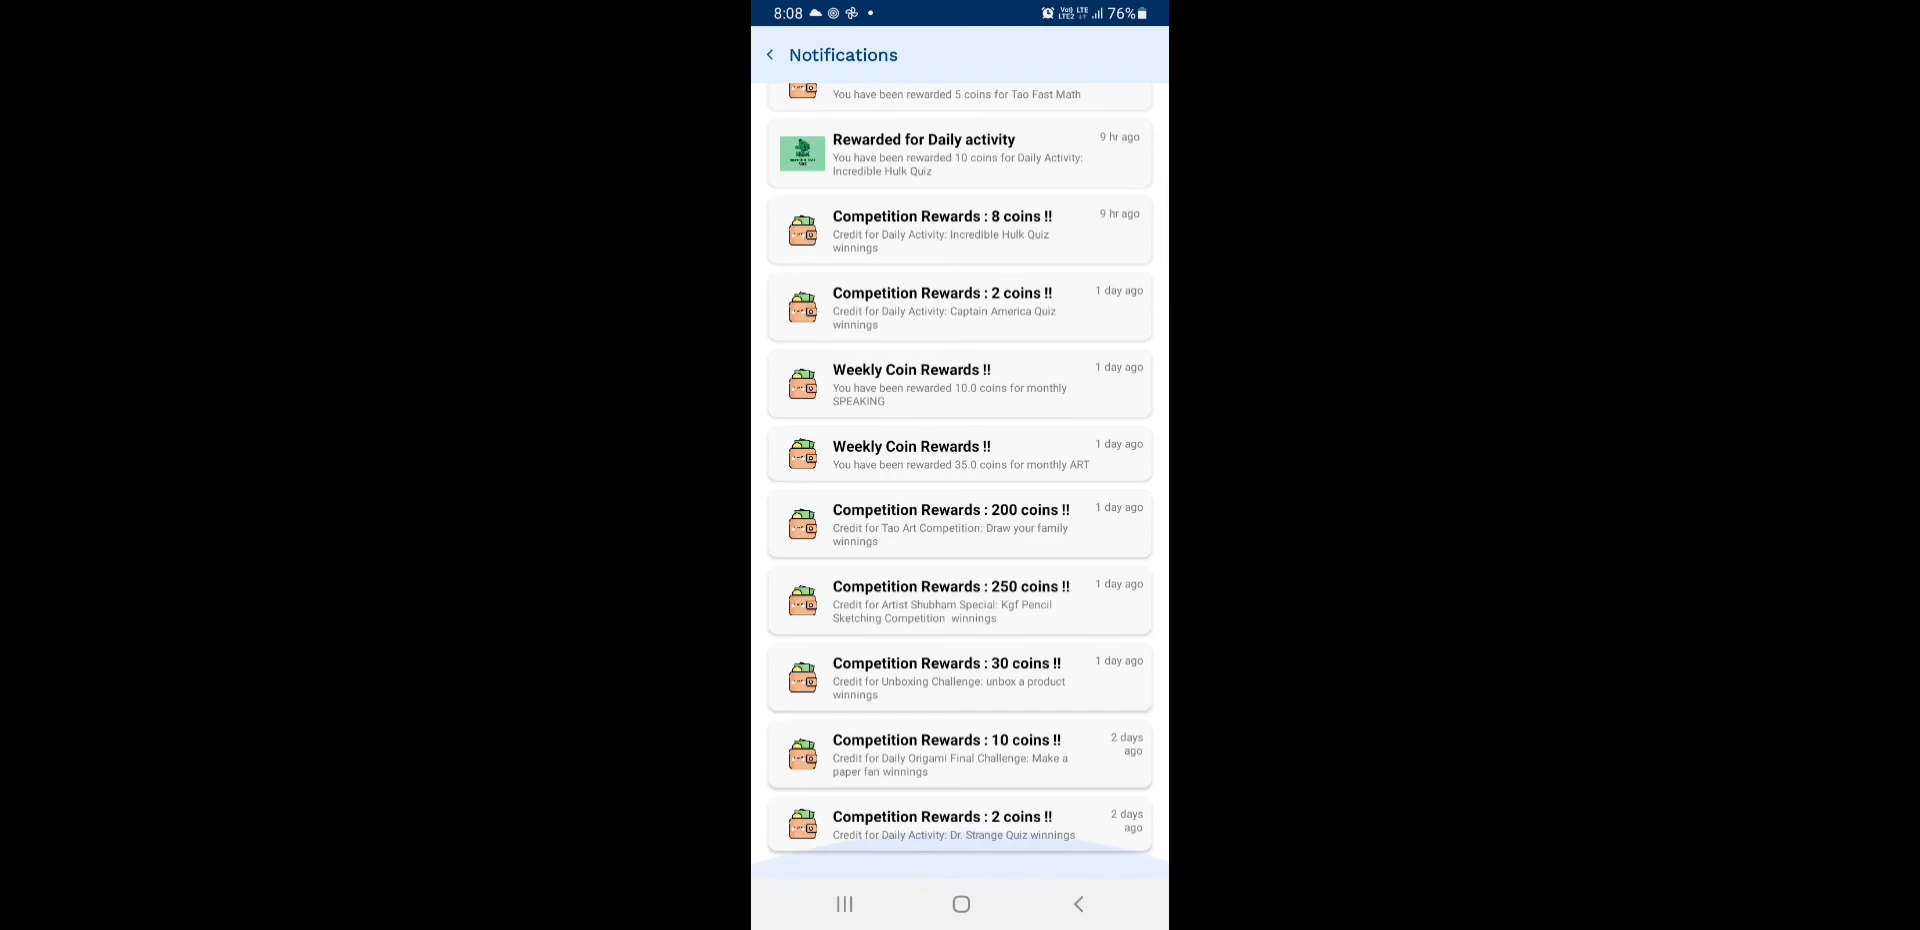 8:08
Vo) LTE
LTE2
76%
Notifications
You have been rewarded 5 coins for Tao Fast Math
Rewarded for Daily activity
9 hr ago
You have been rewarded 10 coins for Daily Activity:
Incredible Hulk Quiz
Competition Rewards : 8 coins !!
9 hr ago
Credit for Daily Activity: Incredible Hulk Quiz
winnings
Competition Rewards : 2 coins !!
1 day ago
Credit for Daily Activity: Captain America Quiz
winnings
Weekly Coin Rewards !!
1 day ago
You have been rewarded 10.0 coins for monthly
SPEAKING
Weekly Coin Rewards !!
1 day ago
You have been rewarded 35.0 coins for monthly ART
Competition Rewards : 200 coins !!
1 day ago
Credit for Tao Art Competition: Draw your family
winnings
Competition Rewards : 250 coins !!
1 day ago
Credit for Artist Shubham Special: Kgf Pencil
Sketching Competition  winnings
Competition Rewards : 30 coins !!
1 day ago
Credit for Unboxing Challenge: unbox a product
winnings
Competition Rewards : 10 coins !!
2 days
ago
Credit for Daily Origami Final Challenge: Make a
paper fan winnings
Competition Rewards : 2 coins !!
2 days
ago
Credit for Daily Activity: Dr. Strange Quiz winnings